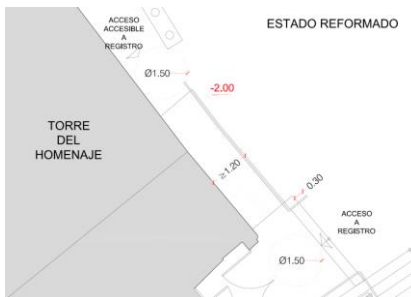 ACCESO
ACCESIBLE
A
REGISTRO
ESTADO REFORMADO
Ø1.50
-2.00
TORRE
DEL
HOMENAJE
≥1.20
0.30
ACCESO
A
REGISTRO
Ø1.50